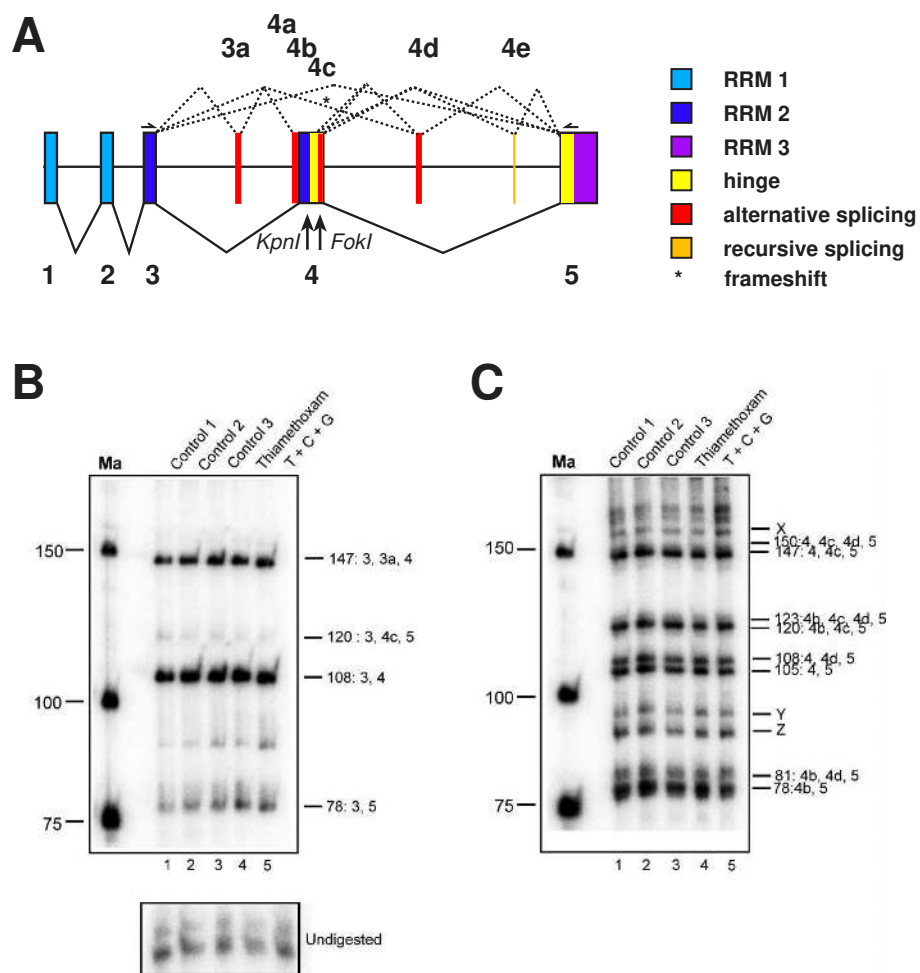 A
4a
3a 4b 4d 4e
4c
*
KpnI FokI
1 2 3 4 5
RRM 1
RRM 2
RRM 3
hinge
alternative splicing
recursive splicing
* frameshift
B
Ma Control 1 Control 2 Control 3 Thiamethoxam T + C + G
150
100
75
147: 3, 3a, 4
120 : 3, 4c, 5
108: 3, 4
78: 3, 5
1 2 3 4 5
Undigested
C
Ma Control 1 Control 2 Control 3 Thiamethoxam T + C + G
150
100
75
X
150:4, 4c, 4d, 5
147: 4, 4c, 5
123:4b, 4c, 4d, 5
120: 4b, 4c, 5
108: 4, 4d, 5
105: 4, 5
Y
Z
81: 4b, 4d, 5
78:4b, 5
1 2 3 4 5